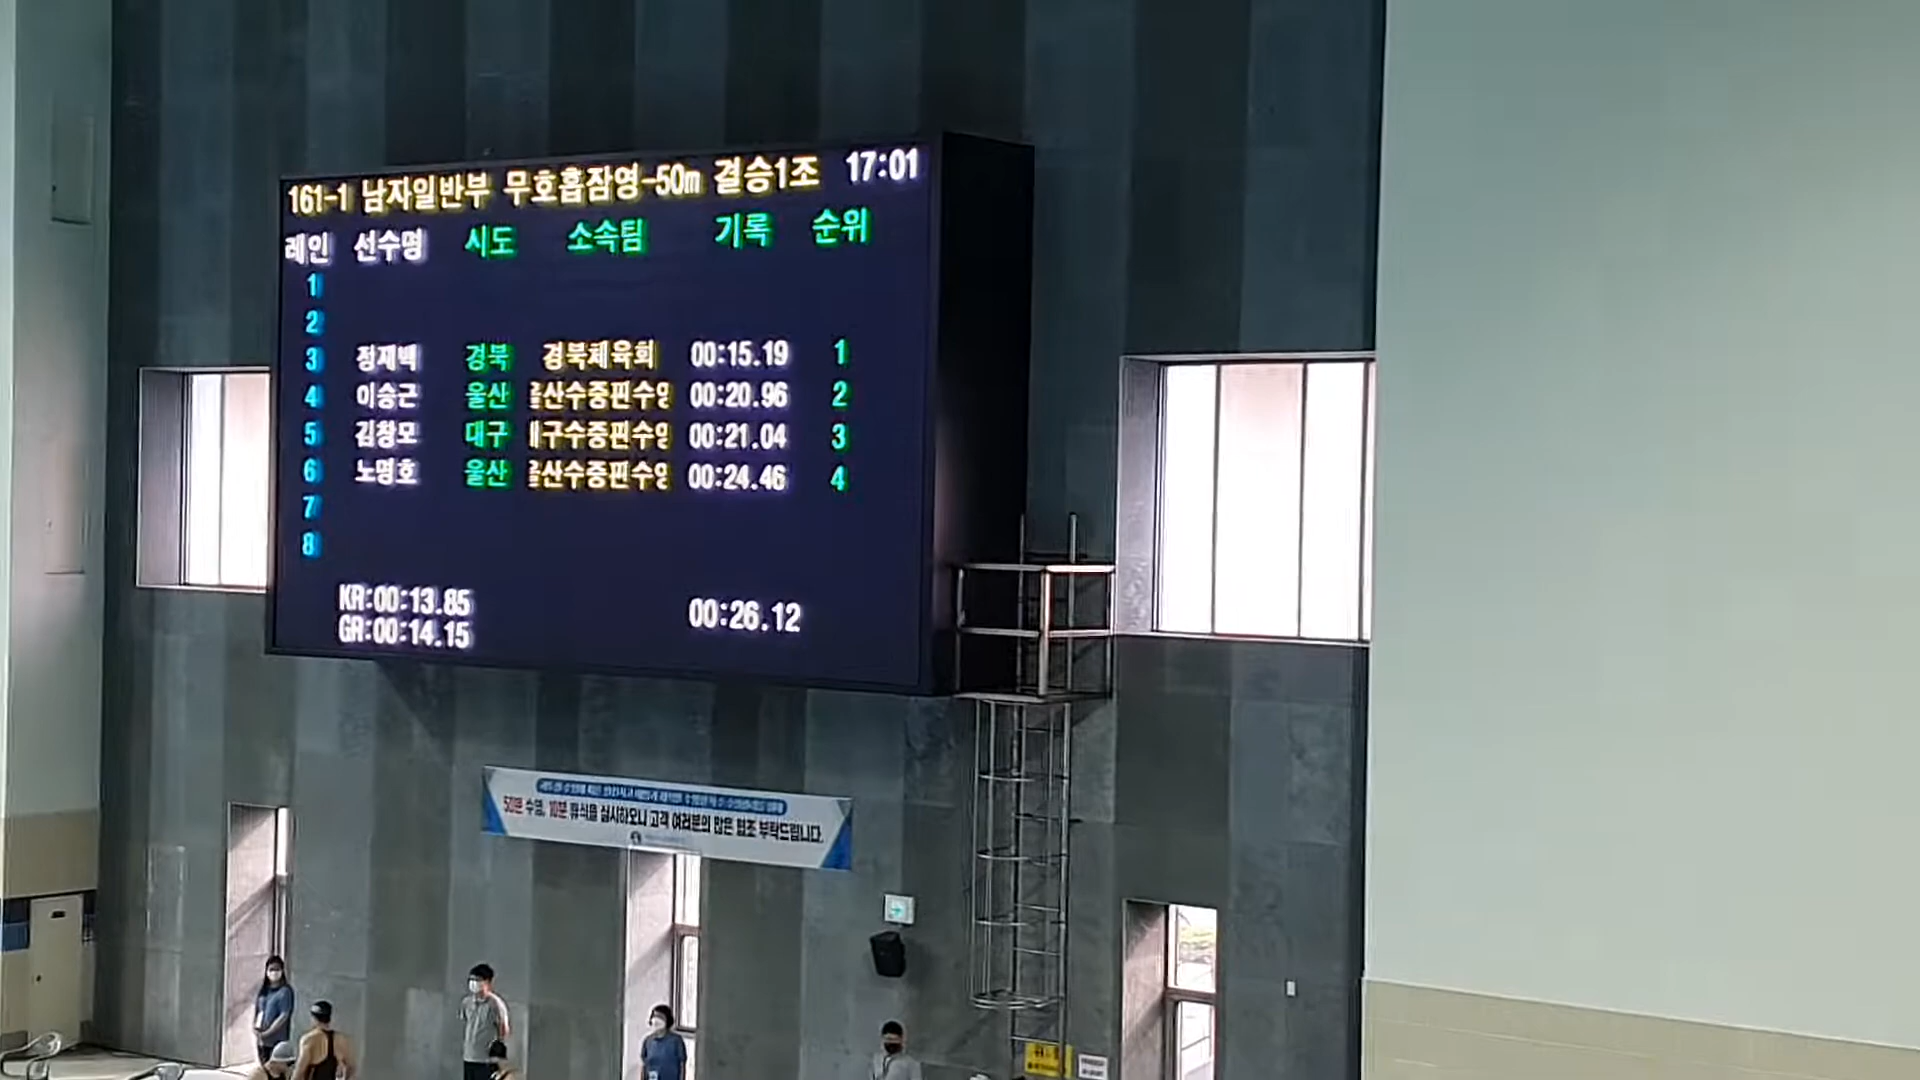 161-1 남자일반부 무호흡잠영-50m 결승1조 17:01
레인 선수명 시도 소속팀 기록 순위
1
2
3 정재백 경북 경북체육회 00:15.19 1
4 이승근 울산 산수중핀수영 00:20.96 2
5 김창모 대구 구수중핀수영 00:21.04 3
6 노명호 울산 산수중핀수영 00:24.46 4
7
8
KR:00:13.85
GR:00:14.15 00:26.12
50분 수영, 10분 휴식을 실시하오니 고객 여러분의 많은 협조 부탁드립니다.